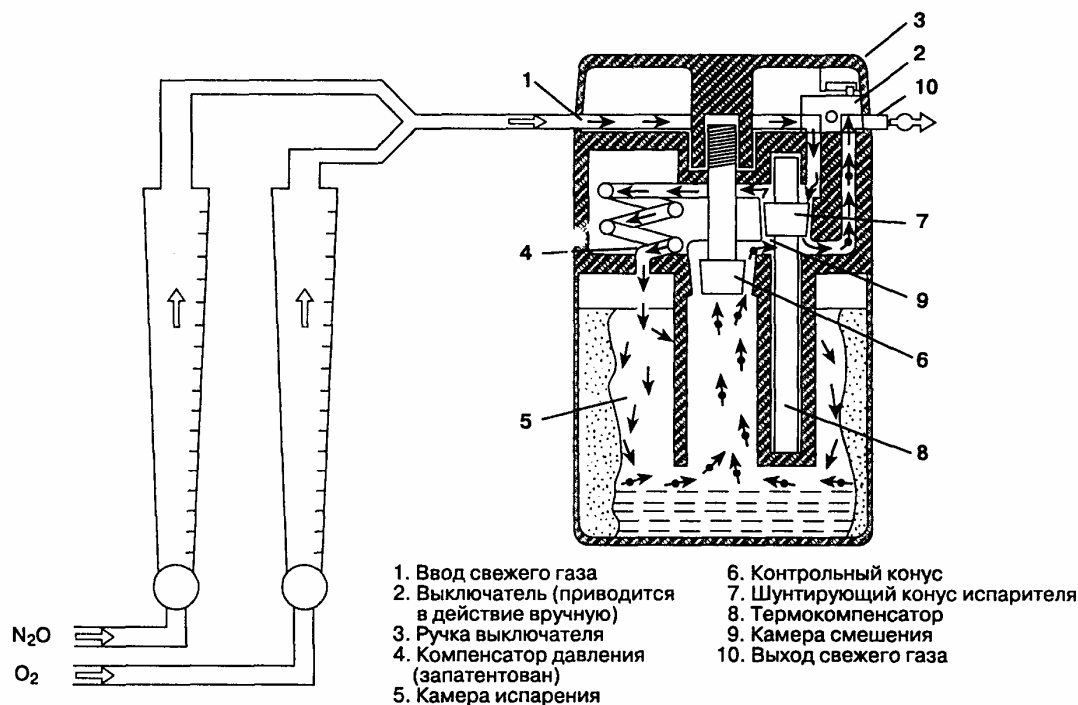 3
2
10
1
7
4
9
6
5
8
N₂O
O₂
1. Ввод свежего газа
2. Выключатель (приводится
в действие вручную)
3. Ручка выключателя
4. Компенсатор давления
(запатентован)
5. Камера испарения
6. Контрольный конус
7. Шунтирующий конус испарителя
8. Термокомпенсатор
9. Камера смешения
10. Выход свежего газа